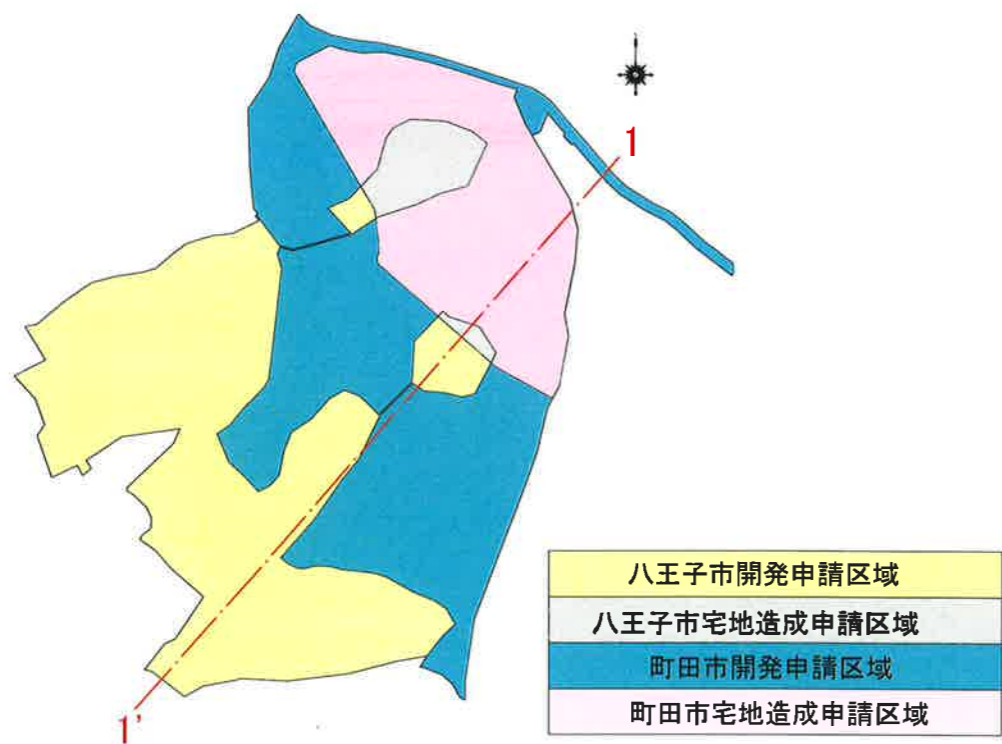 1
八王子市開発申請区域
八王子市宅地造成申請区域
町田市開発申請区域
町田市宅地造成申請区域
1'